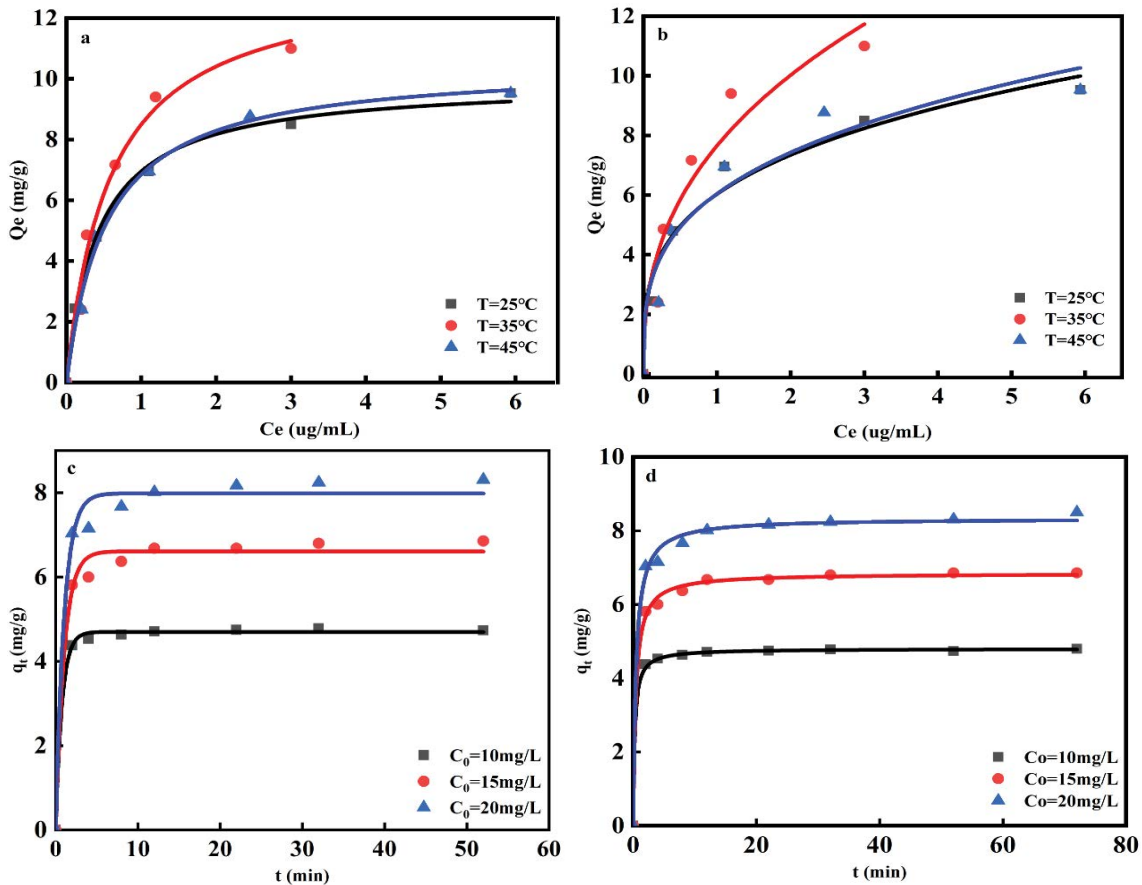 a
12
10
8
6
4
2
0
Qe (mg/g)
T=25°C
T=35°C
T=45°C
0 1 2 3 4 5 6
Ce (ug/mL)
b
12
10
8
6
4
2
0
Qe (mg/g)
T=25°C
T=35°C
T=45°C
0 1 2 3 4 5 6
Ce (ug/mL)
c
8
6
4
2
0
qt (mg/g)
C0=10mg/L
C0=15mg/L
C0=20mg/L
0 10 20 30 40 50 60
t (min)
d
10
8
6
4
2
0
qt (mg/g)
Co=10mg/L
Co=15mg/L
Co=20mg/L
0 20 40 60 80
t (min)